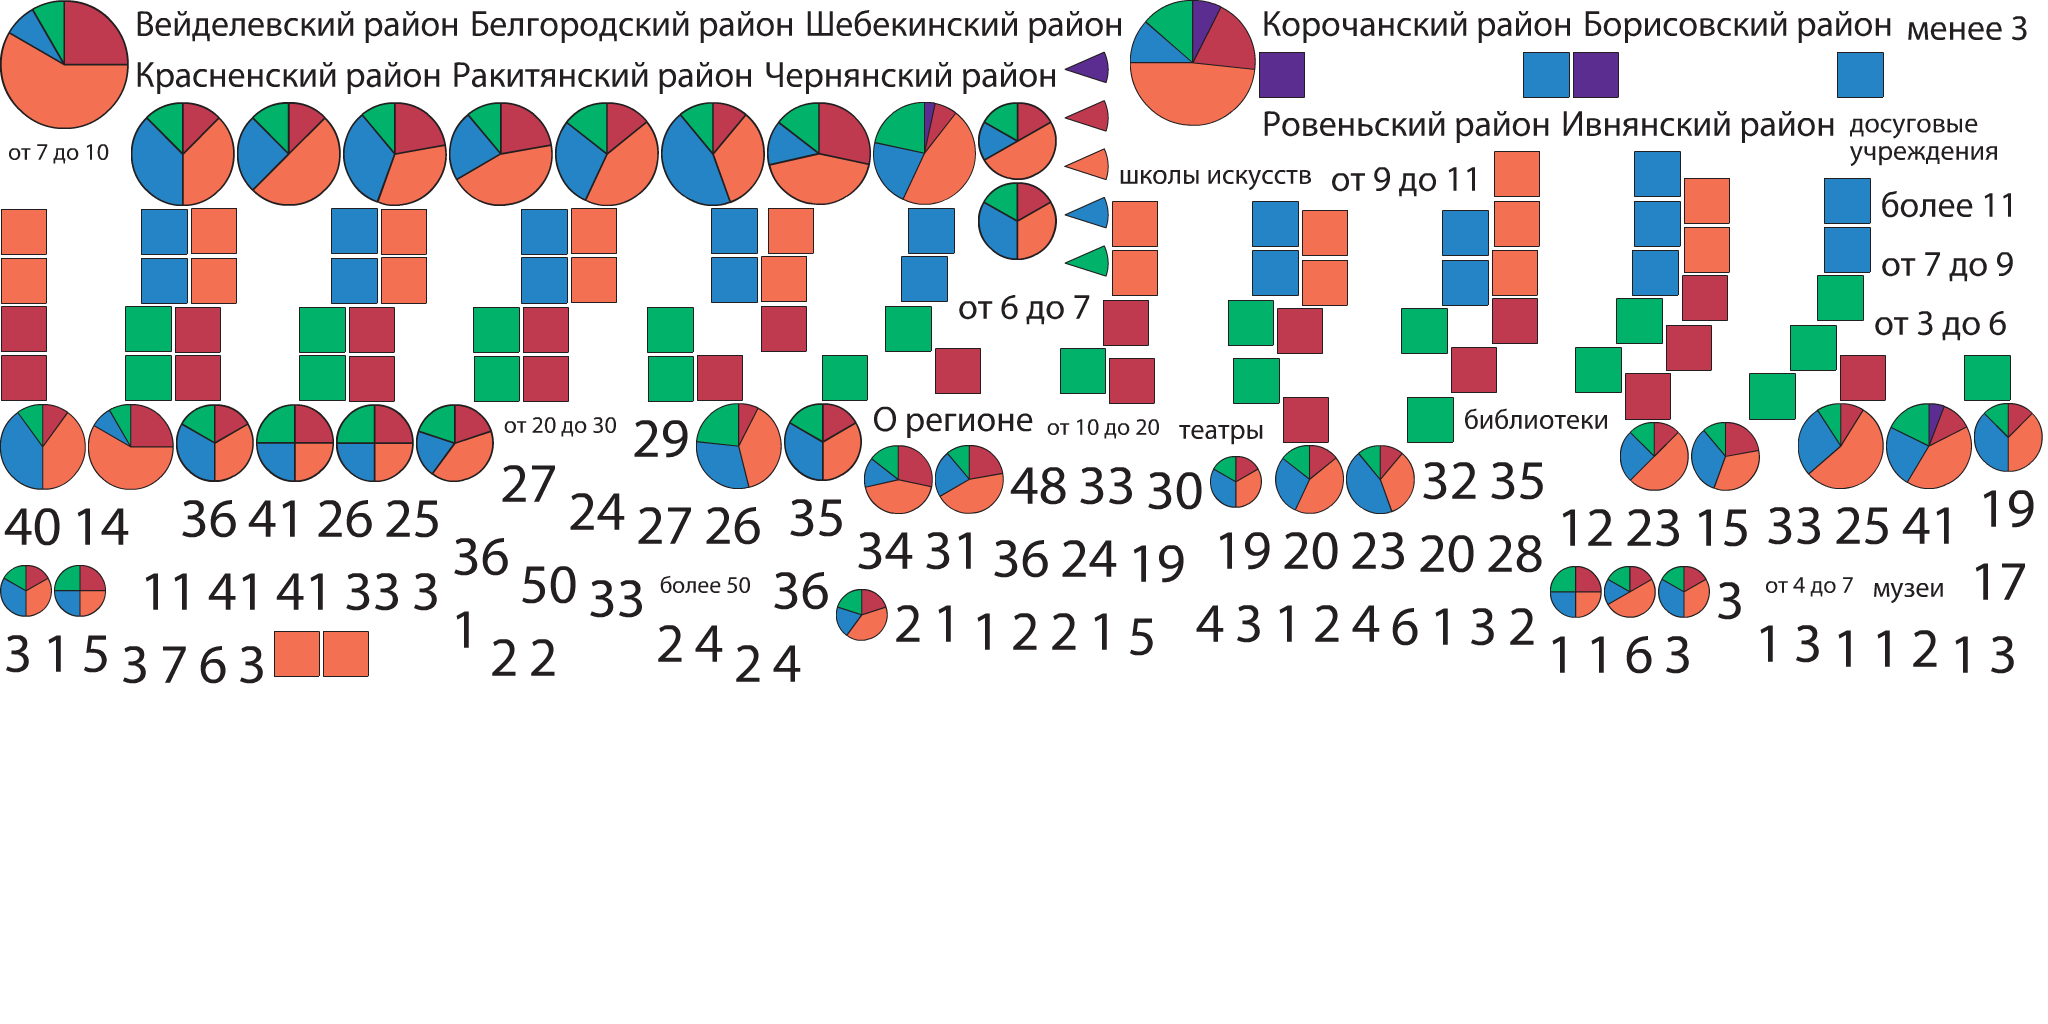 Вейделевский район Белгородский район Шебекинский район
Корочанский район Борисовский район менее 3
Красненский район Ракитянский район Чернянский район
Ровеньский район Ивнянский район досуговые
учреждения
от 7 до 10
школы искусств от 9 до 11
более 11
от 7 до 9
от 6 до 7
от 3 до 6
О регионе от 10 до 20 театры библиотеки
от 20 до 30 29
27 48 33 30 32 35
40 14 36 41 26 25 24 27 26 35 12 23 15 33 25 41 19
36 34 31 36 24 19 19 20 23 20 28
11 41 41 33 3 50 33 более 50 36 3 от 4 до 7 музеи 17
1 2 1 1 2 2 1 5 4 3 1 2 4 6 1 3 2
3 1 5 3 7 6 3 2 2 2 4 2 4 1 1 6 3 1 3 1 1 2 1 3